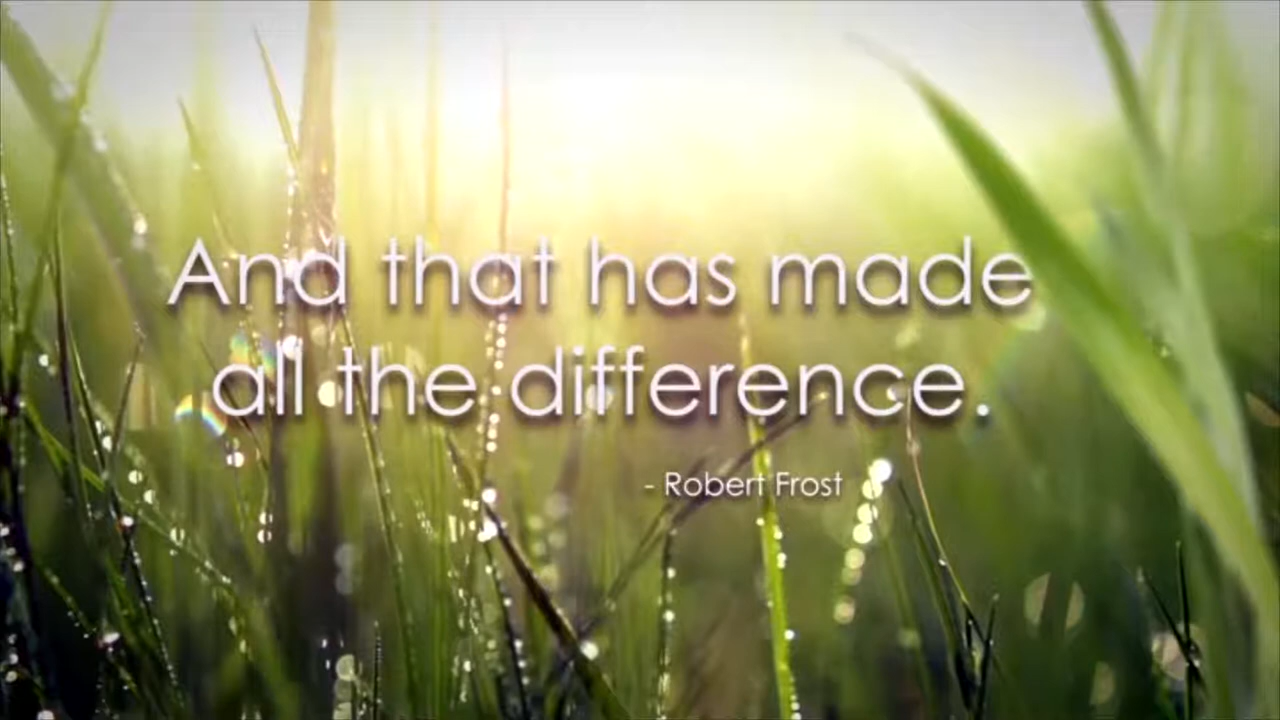 And that has made
all the difference.
- Robert Frost